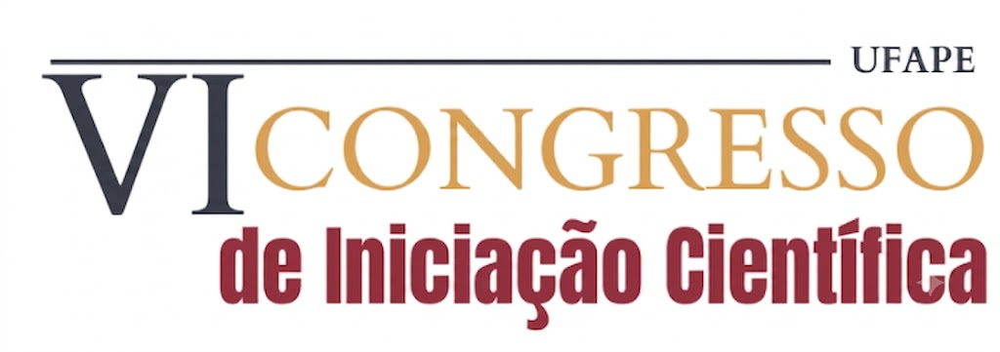 UFAPE
VI CONGRESSO
de Iniciação Científica